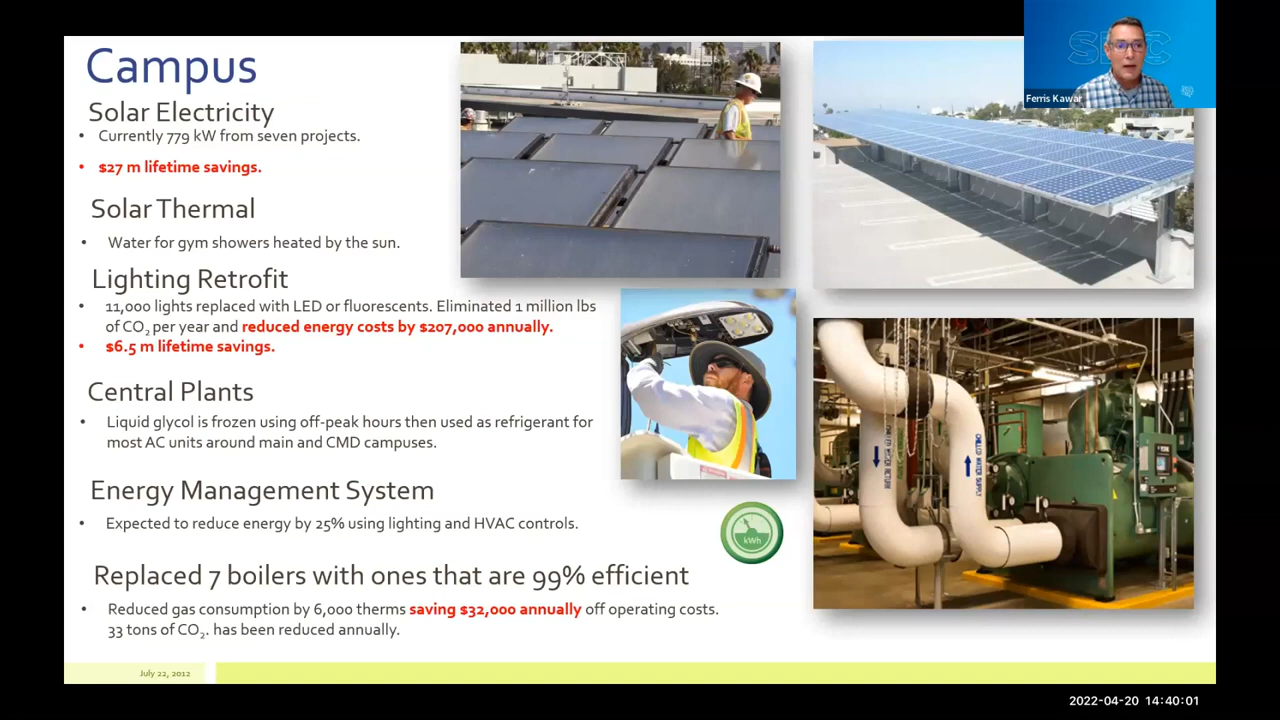 Campus
Solar Electricity
• Currently 779 kW from seven projects.
• $27 m lifetime savings.
Solar Thermal
• Water for gym showers heated by the sun.
Lighting Retrofit
• 11,000 lights replaced with LED or fluorescents. Eliminated 1 million lbs
of CO₂ per year and reduced energy costs by $207,000 annually.
• $6.5 m lifetime savings.
Central Plants
• Liquid glycol is frozen using off-peak hours then used as refrigerant for
most AC units around main and CMD campuses.
Energy Management System
• Expected to reduce energy by 25% using lighting and HVAC controls.
kWh
Replaced 7 boilers with ones that are 99% efficient
• Reduced gas consumption by 6,000 therms saving $32,000 annually off operating costs.
33 tons of CO₂. has been reduced annually.
July 22, 2012
Ferris Kawar
CHILLED WATER RETURN
CHILLED WATER SUPPLY
2022-04-20 14:40:01